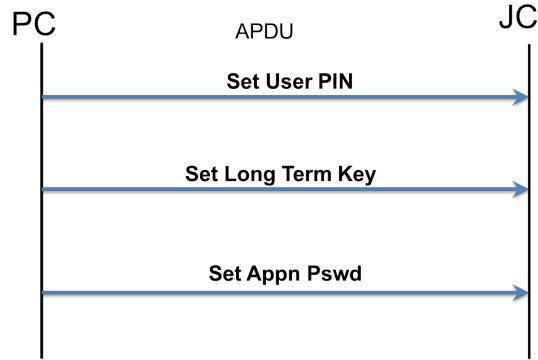 PC
APDU
JC
Set User PIN
Set Long Term Key
Set Appn Pswd